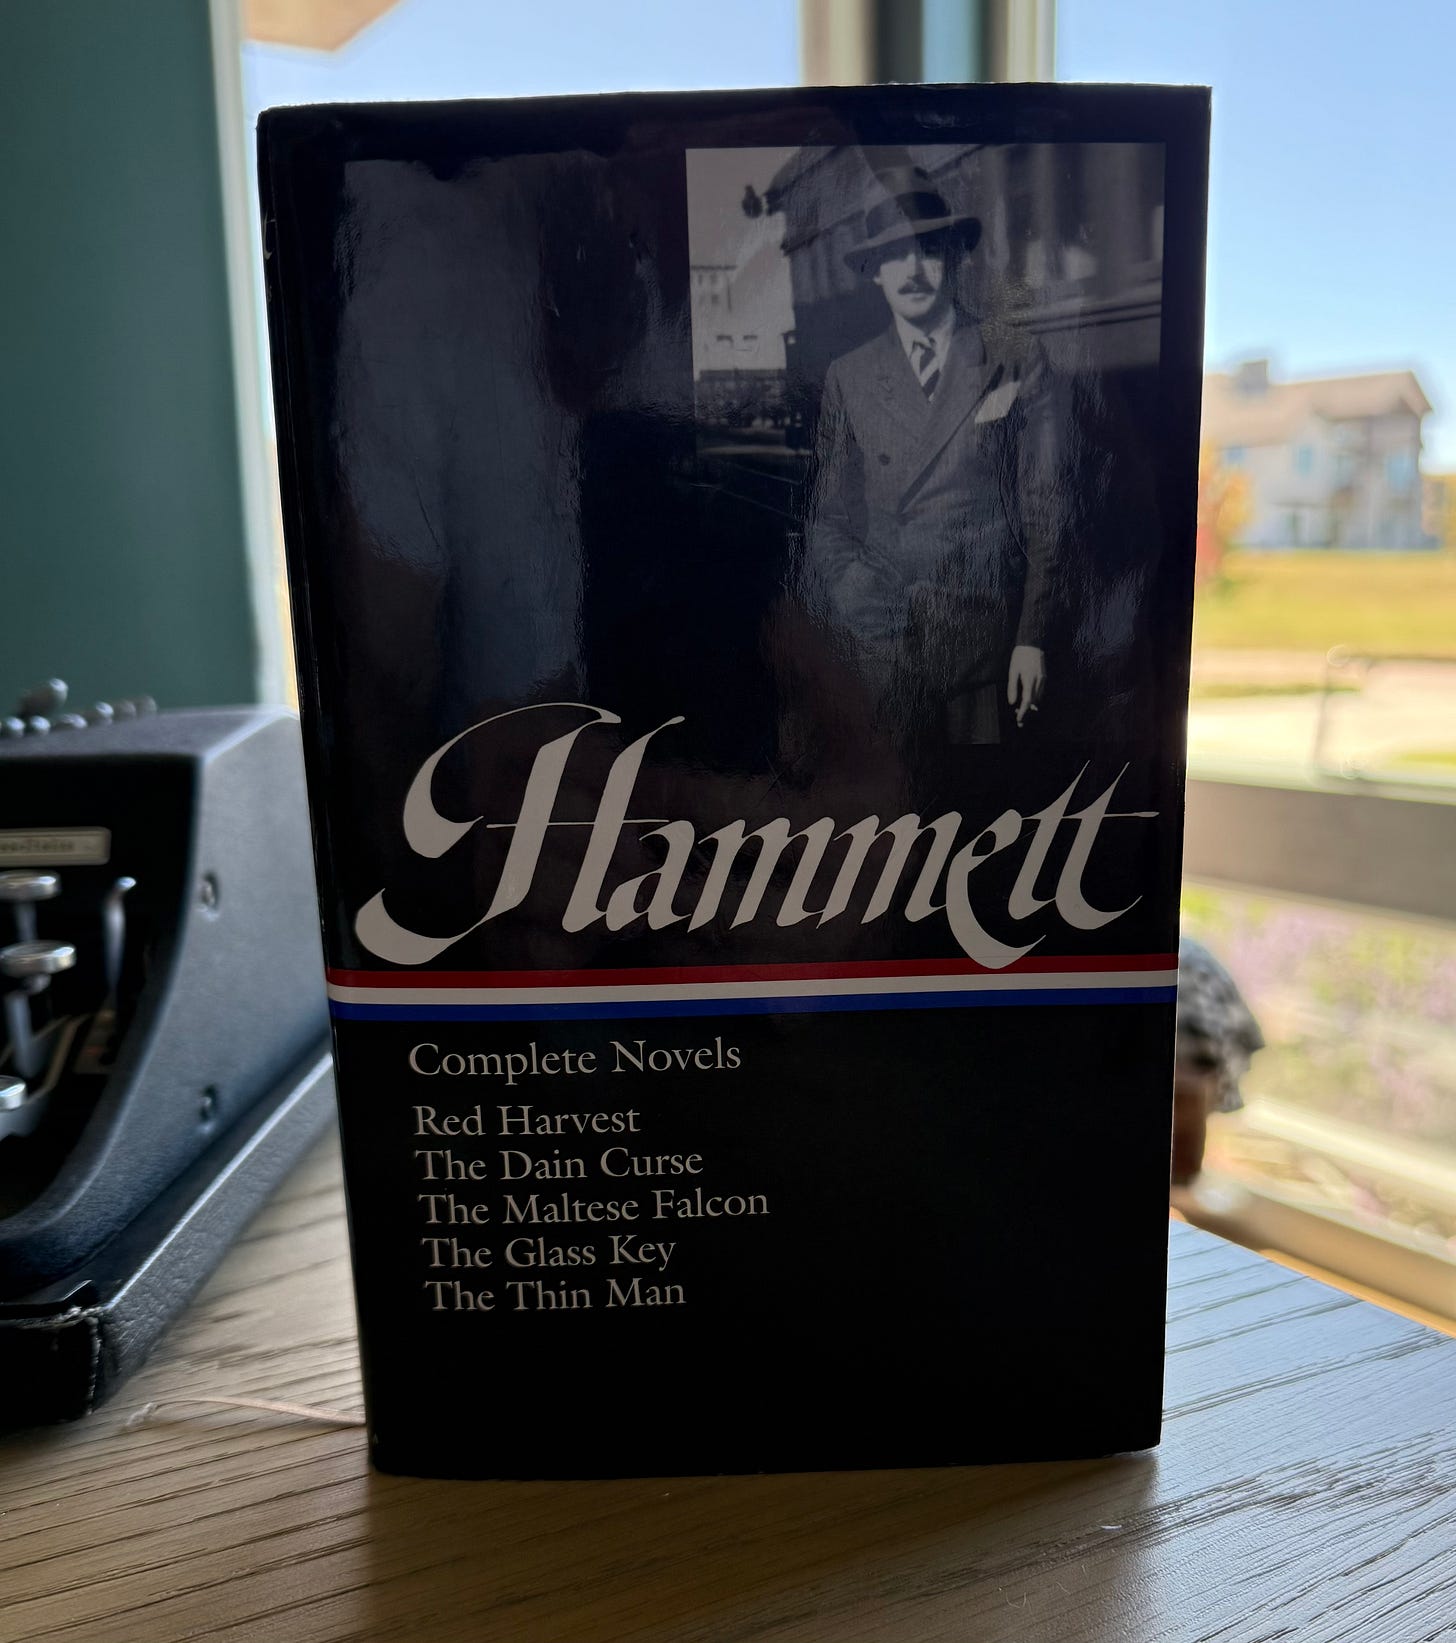 Hammett
Complete Novels
Red Harvest
The Dain Curse
The Maltese Falcon
The Glass Key
The Thin Man